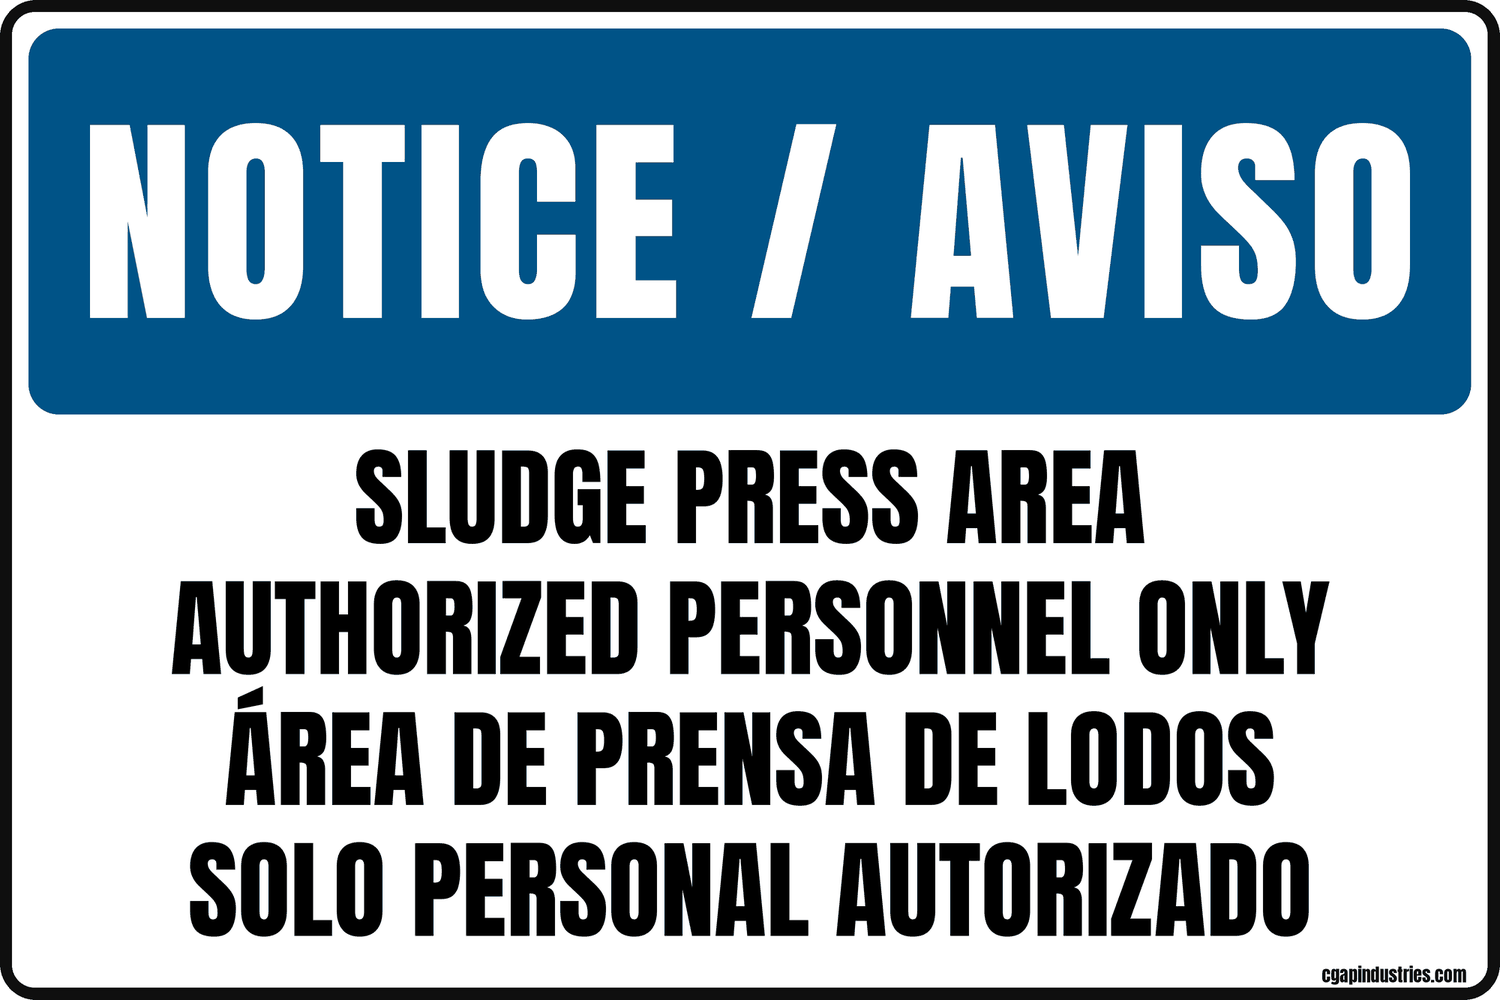 NOTICE / AVISO
SLUDGE PRESS AREA
AUTHORIZED PERSONNEL ONLY
ÁREA DE PRENSA DE LODOS
SOLO PERSONAL AUTORIZADO
cgapindustries.com